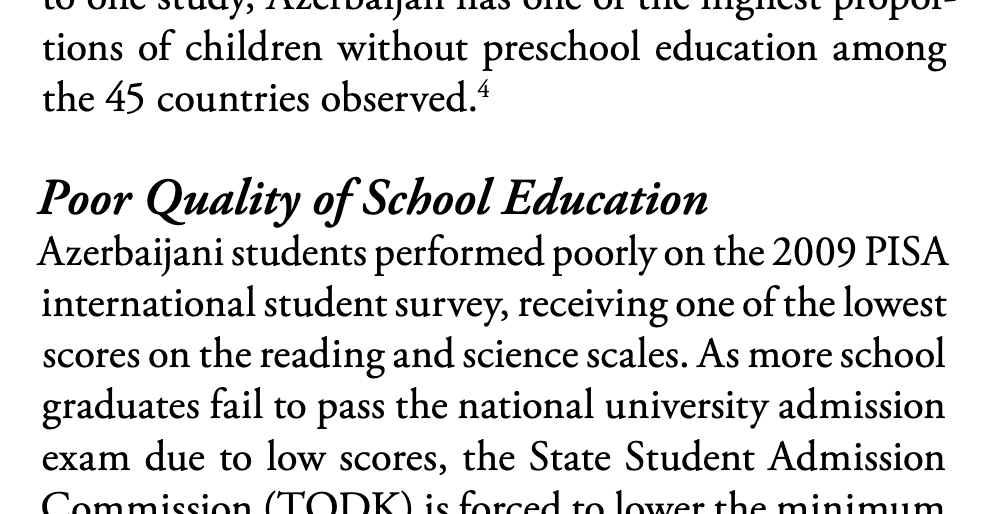 to one study, Azerbaijan has one of the highest propor-
tions of children without preschool education among
the 45 countries observed.4
Poor Quality of School Education
Azerbaijani students performed poorly on the 2009 PISA
international student survey, receiving one of the lowest
scores on the reading and science scales. As more school
graduates fail to pass the national university admission
exam due to low scores, the State Student Admission
Commission (TQDK) is forced to lower the minimum